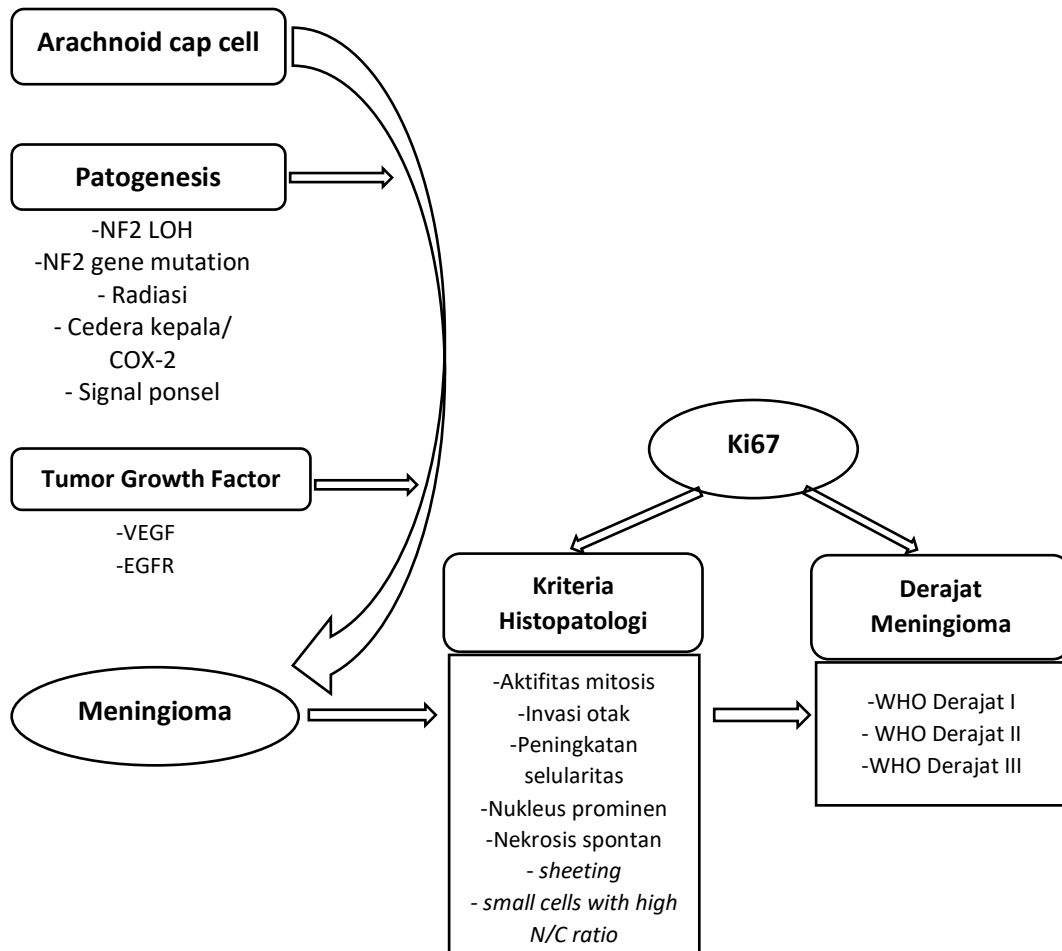 Arachnoid cap cell
Patogenesis
-NF2 LOH
-NF2 gene mutation
- Radiasi
- Cedera kepala/
COX-2
- Signal ponsel
Tumor Growth Factor
-VEGF
-EGFR
Meningioma
Ki67
Kriteria
Histopatologi
-Aktifitas mitosis
-Invasi otak
-Peningkatan
selularitas
-Nukleus prominen
-Nekrosis spontan
- sheeting
- small cells with high
N/C ratio
Derajat
Meningioma
-WHO Derajat I
- WHO Derajat II
-WHO Derajat III